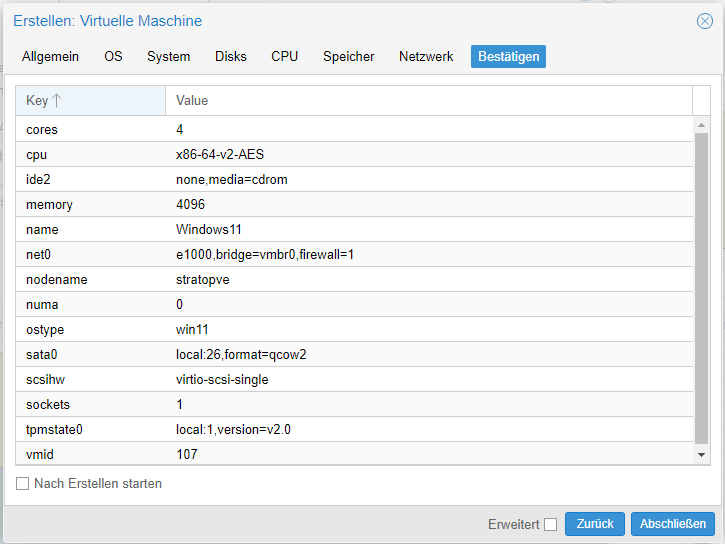 Erstellen: Virtuelle Maschine
Allgemein OS System Disks CPU Speicher Netzwerk Bestätigen
Key Value
cores 4
cpu x86-64-v2-AES
ide2 none,media=cdrom
memory 4096
name Windows11
net0 e1000,bridge=vmbr0,firewall=1
nodename stratopve
numa 0
ostype win11
sata0 local:26,format=qcow2
scsihw virtio-scsi-single
sockets 1
tpmstate0 local:1,version=v2.0
vmid 107
Nach Erstellen starten
Erweitert Zurück Abschließen